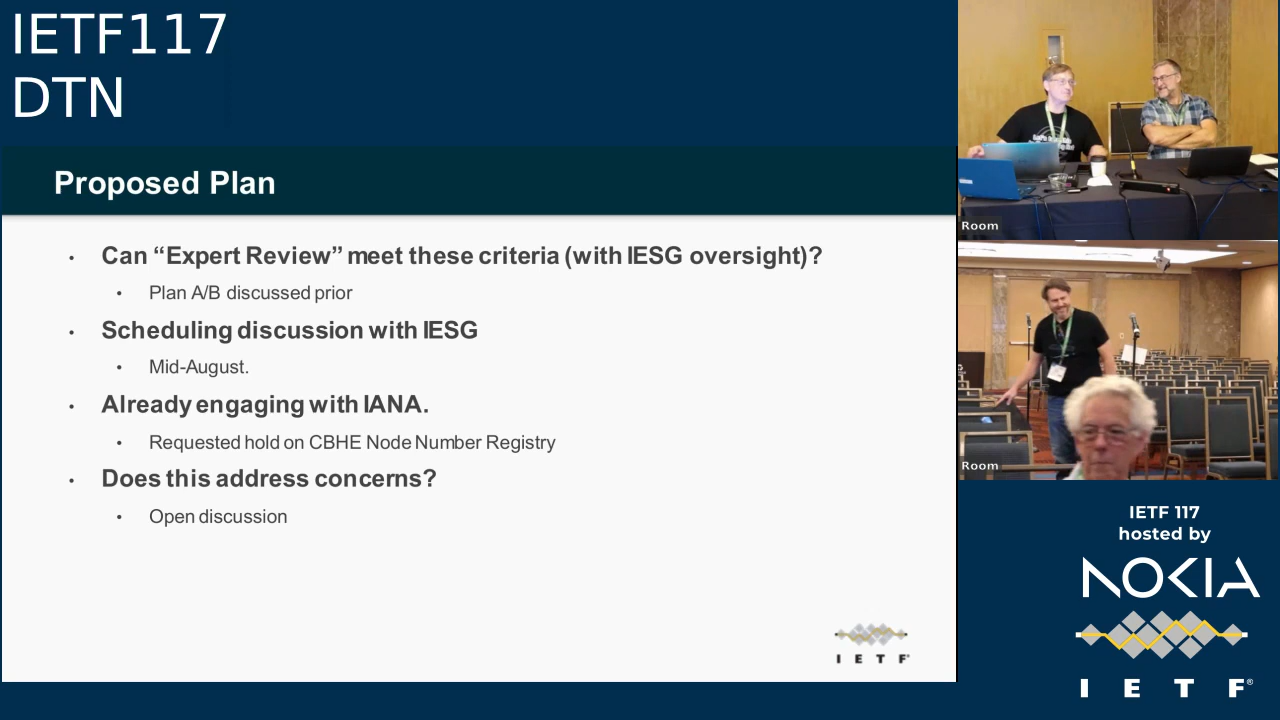 IETF117
DTN
Proposed Plan
• Can “Expert Review” meet these criteria (with IESG oversight)?
• Plan A/B discussed prior
• Scheduling discussion with IESG
• Mid-August.
• Already engaging with IANA.
• Requested hold on CBHE Node Number Registry
• Does this address concerns?
• Open discussion
I E T F®
Room
Room
IETF 117
hosted by
NOKIA
I E T F®